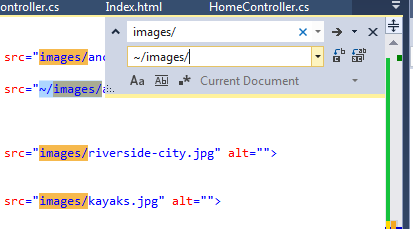 ontroller.cs Index.html HomeController.cs
images/
~/images/
Aa Abl .* Current Document
src="images/and
src="~/images/a
src="images/riverside-city.jpg" alt="">
src="images/kayaks.jpg" alt="">